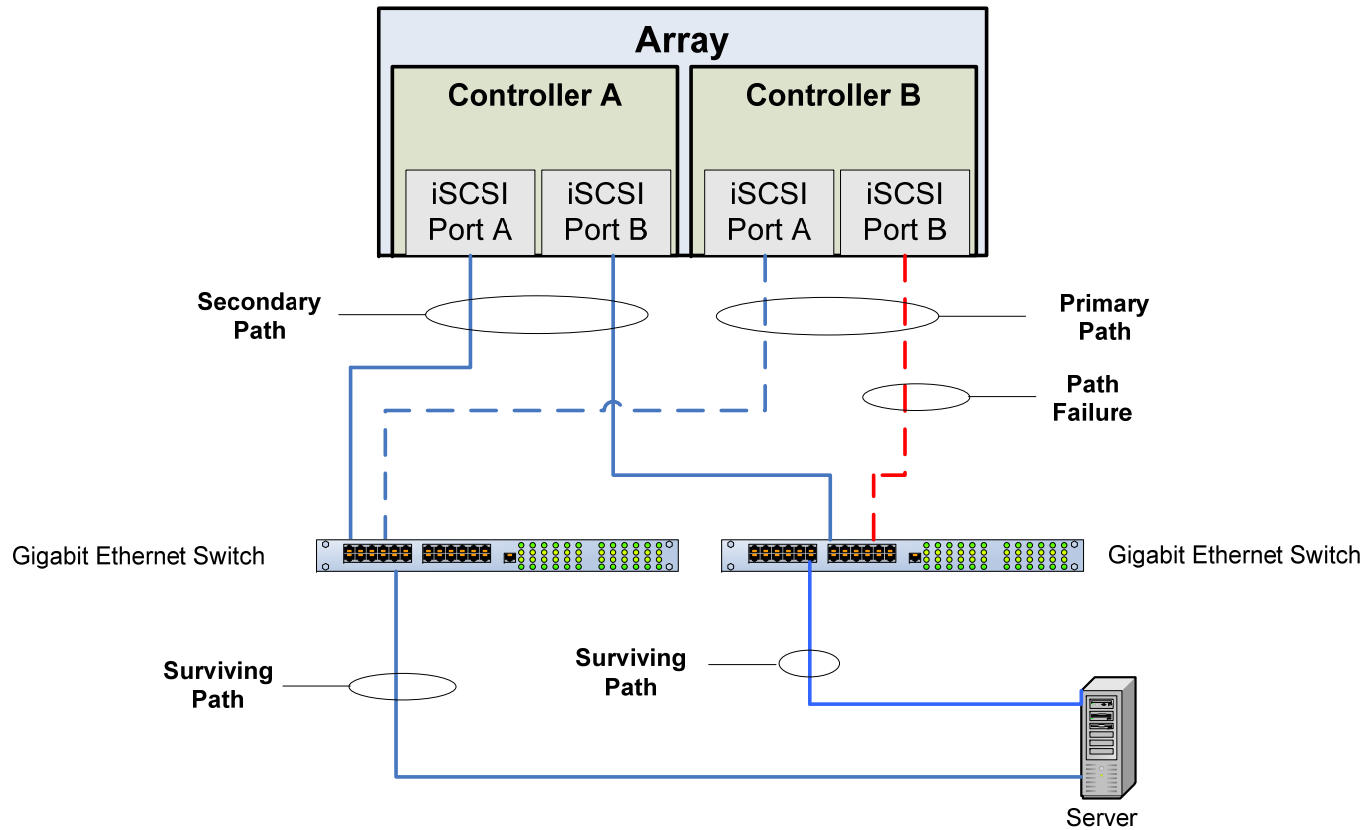 Array
Controller A
Controller B
iSCSI
Port A
iSCSI
Port B
iSCSI
Port A
iSCSI
Port B
Secondary
Path
Primary
Path
Path
Failure
Gigabit Ethernet Switch
Gigabit Ethernet Switch
Surviving
Path
Surviving
Path
Server